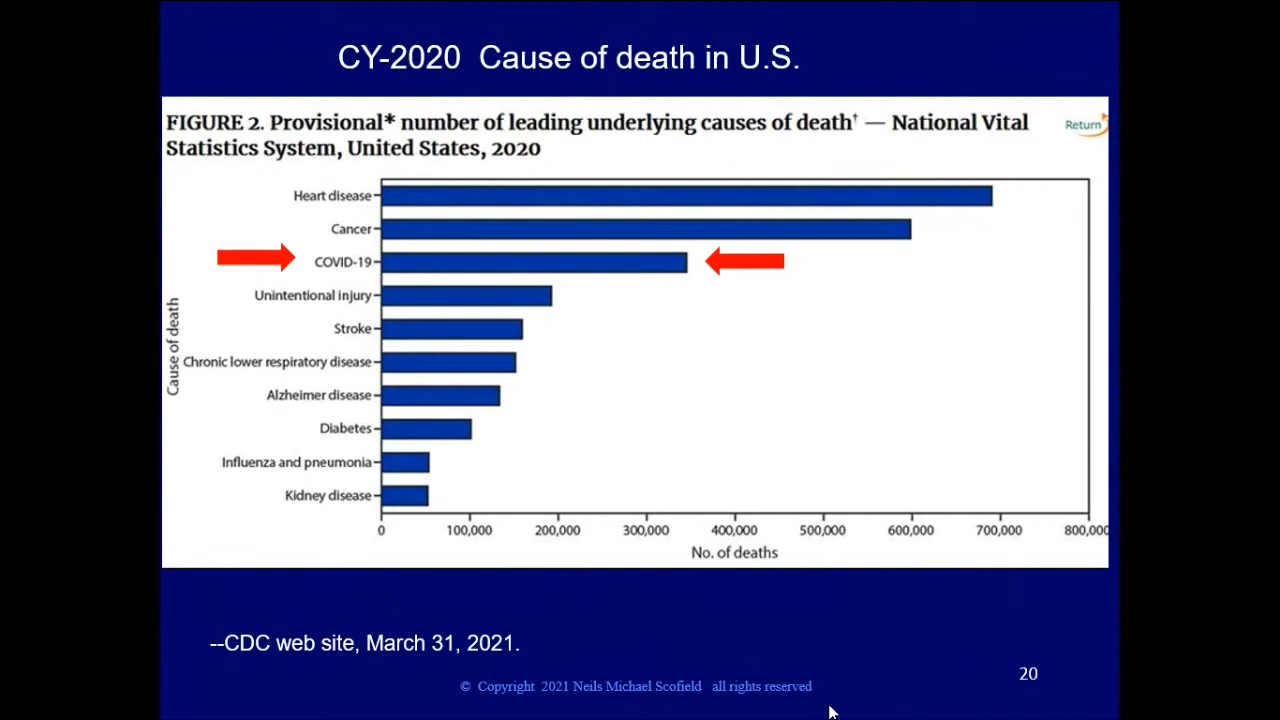 CY-2020 Cause of death in U.S.
FIGURE 2. Provisional* number of leading underlying causes of death† — National Vital
Statistics System, United States, 2020
Return
Heart disease
Cancer
COVID-19
Unintentional injury
Stroke
Chronic lower respiratory disease
Alzheimer disease
Diabetes
Influenza and pneumonia
Kidney disease
Cause of death
0 100,000 200,000 300,000 400,000 500,000 600,000 700,000 800,000
No. of deaths
--CDC web site, March 31, 2021.
20
© Copyright 2021 Neils Michael Scofield all rights reserved